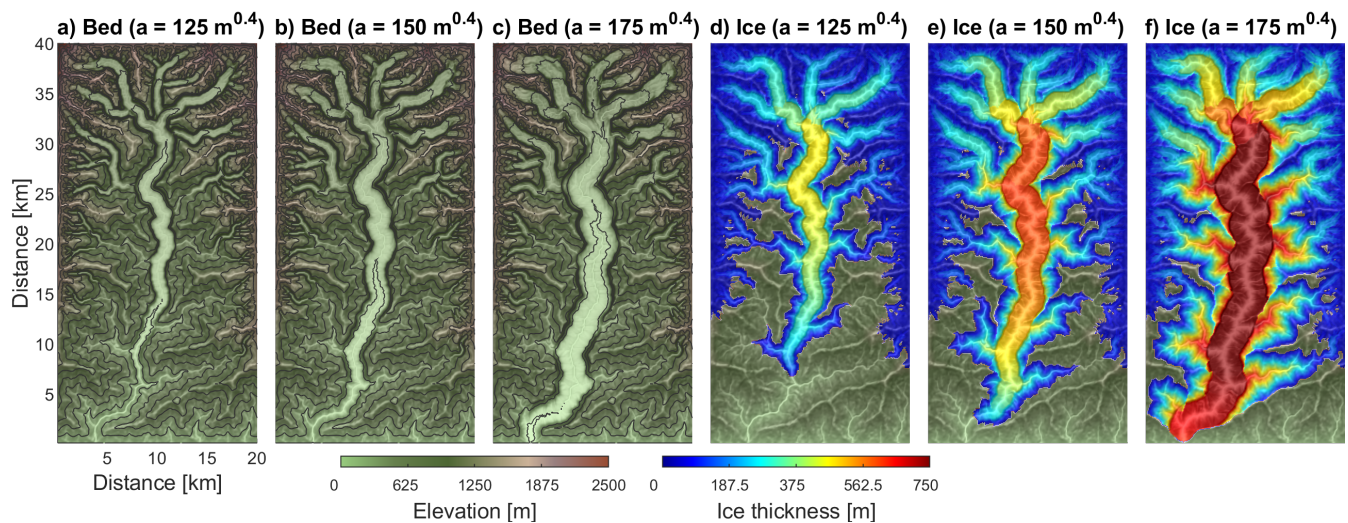 a) Bed (a = 125 m^0.4) b) Bed (a = 150 m^0.4) c) Bed (a = 175 m^0.4) d) Ice (a = 125 m^0.4) e) Ice (a = 150 m^0.4) f) Ice (a = 175 m^0.4)
40
35
30
25
20
15
10
5
Distance [km]
5 10 15 20
Distance [km]
0 625 1250 1875 2500
Elevation [m]
0 187.5 375 562.5 750
Ice thickness [m]